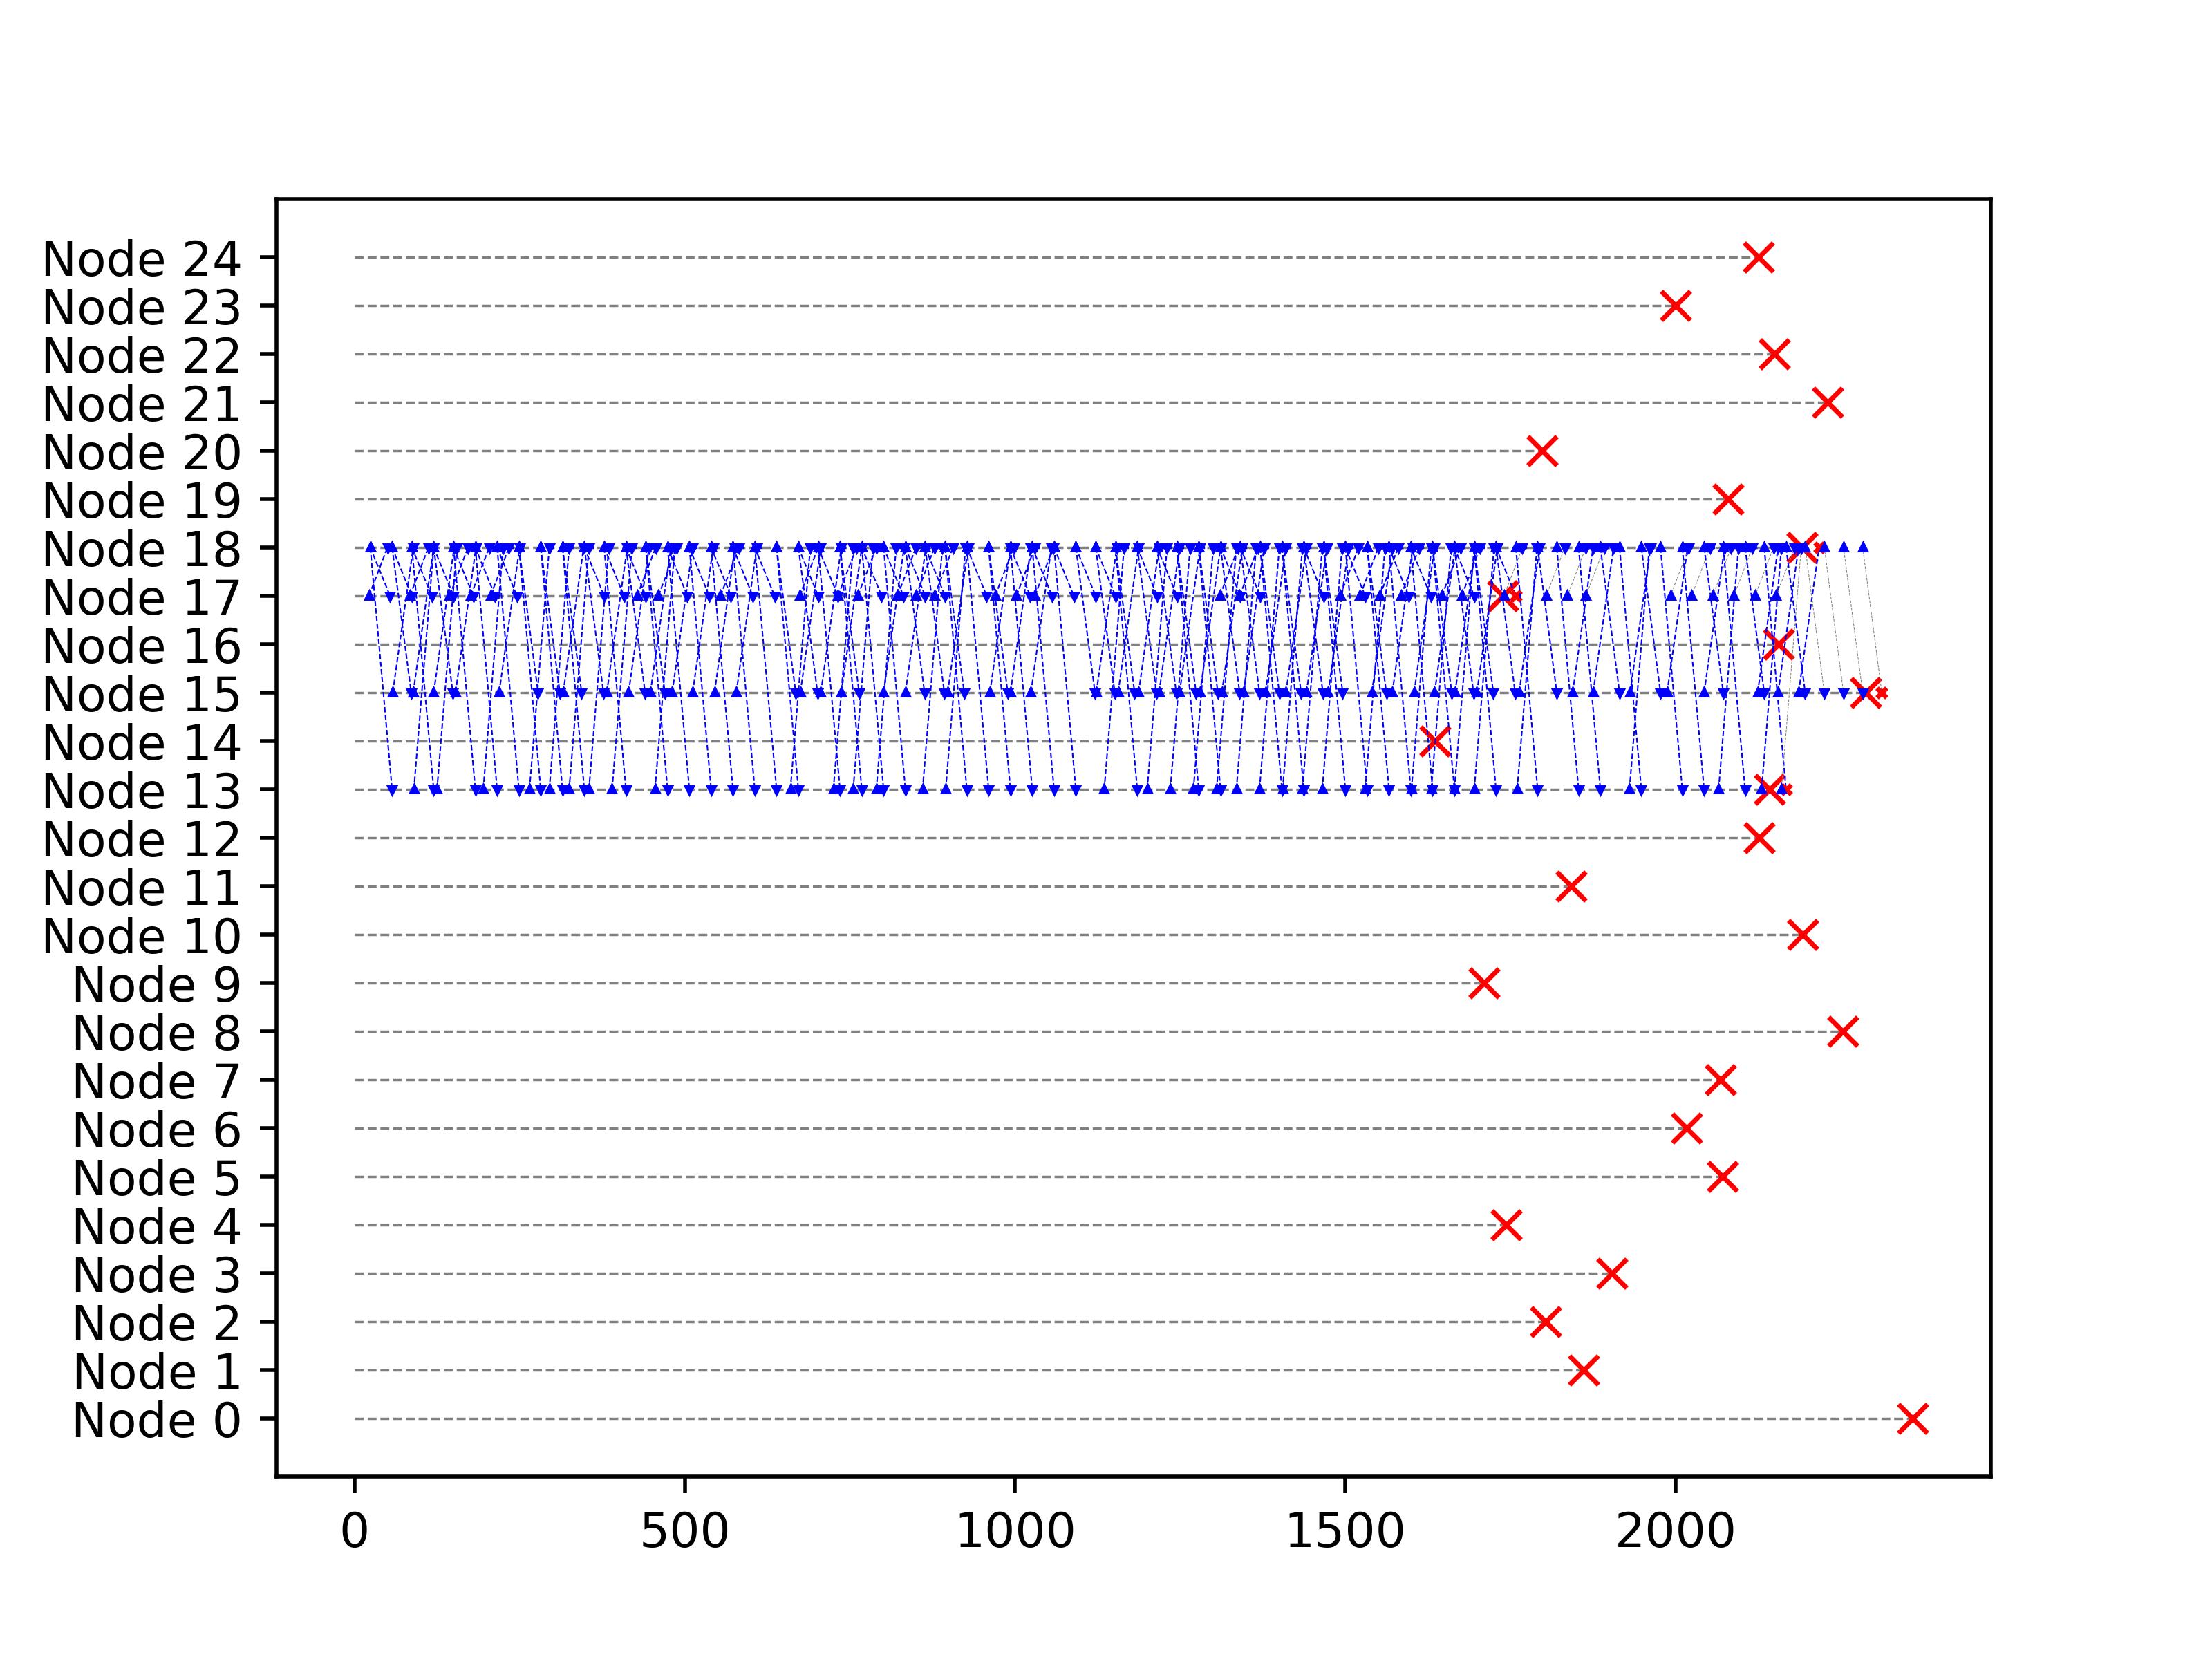 Node 24
Node 23
Node 22
Node 21
Node 20
Node 19
Node 18
Node 17
Node 16
Node 15
Node 14
Node 13
Node 12
Node 11
Node 10
Node 9
Node 8
Node 7
Node 6
Node 5
Node 4
Node 3
Node 2
Node 1
Node 0
0 500 1000 1500 2000